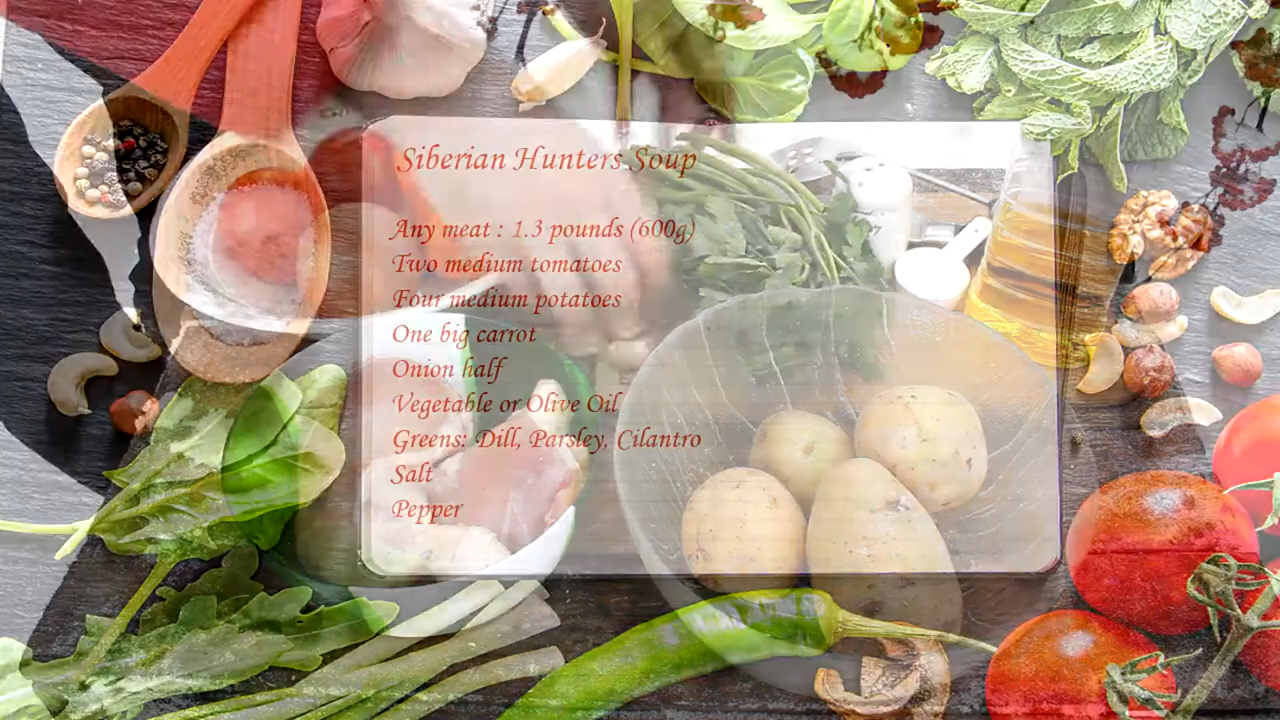 Siberian Hunters Soup
Any meat : 1.3 pounds (600g)
Two medium tomatoes
Four medium potatoes
One big carrot
Onion half
Vegetable or Olive Oil
Greens: Dill, Parsley, Cilantro
Salt
Pepper